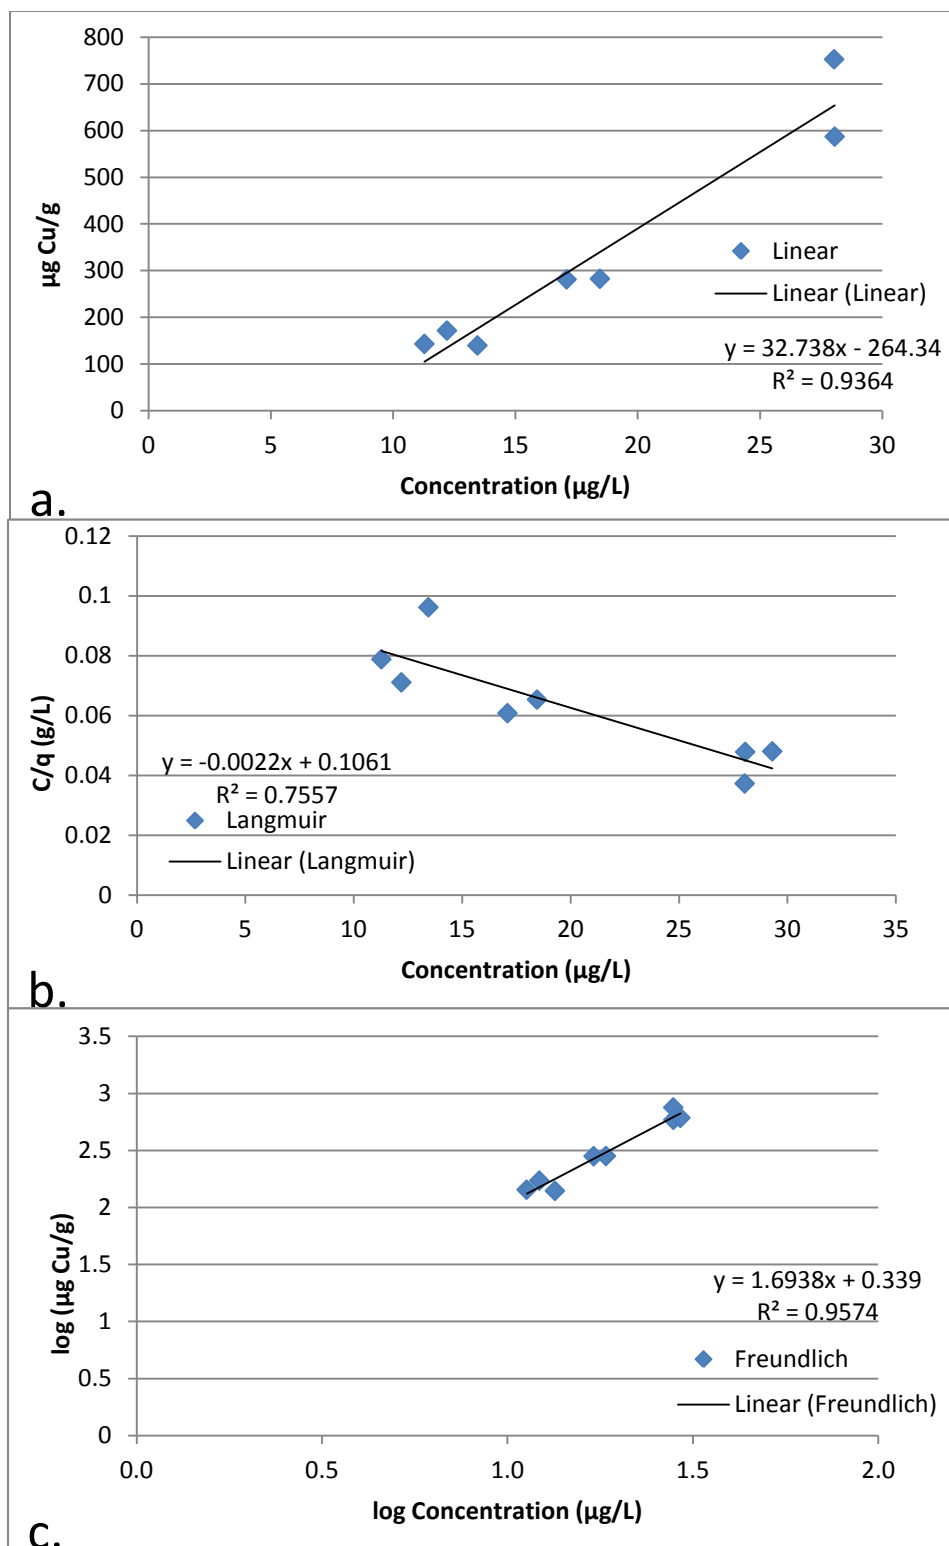 800
700
600
500
400
300
200
100
0
µg Cu/g
Linear
Linear (Linear)
y = 32.738x - 264.34
R² = 0.9364
0 5 10 15 20 25 30
Concentration (µg/L)
a.
0.12
0.1
0.08
0.06
0.04
0.02
0
C/q (g/L)
y = -0.0022x + 0.1061
R² = 0.7557
Langmuir
Linear (Langmuir)
0 5 10 15 20 25 30 35
Concentration (µg/L)
b.
3.5
3
2.5
2
1.5
1
0.5
0
log (µg Cu/g)
y = 1.6938x + 0.339
R² = 0.9574
Freundlich
Linear (Freundlich)
0.0 0.5 1.0 1.5 2.0
log Concentration (µg/L)
c.